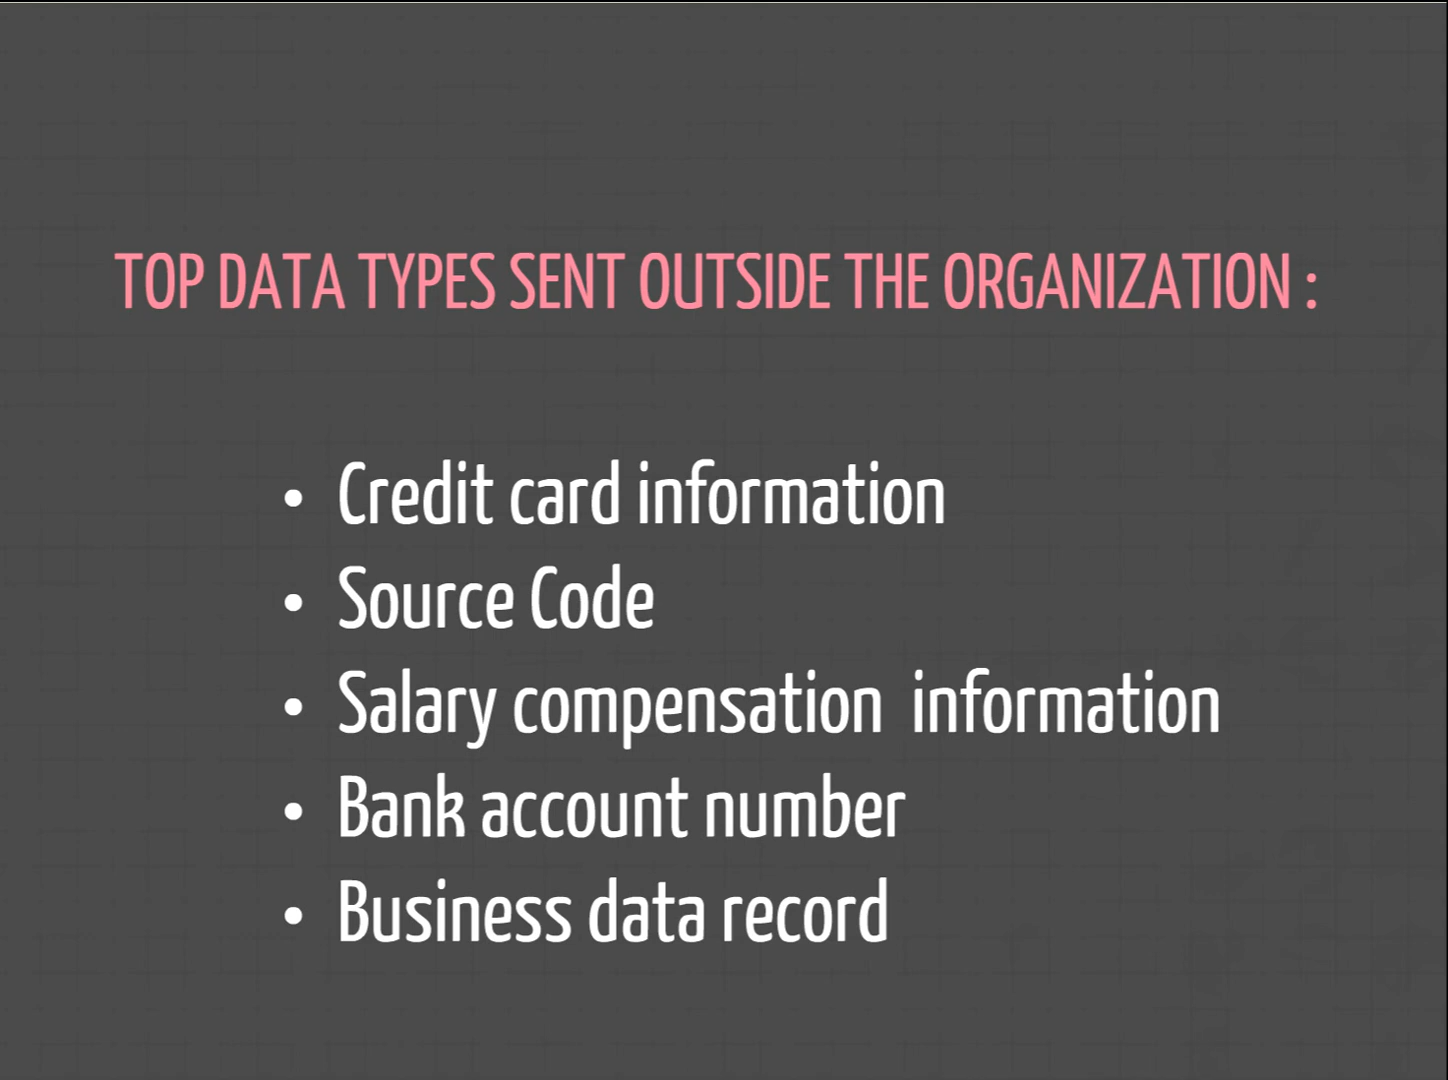 TOP DATA TYPES SENT OUTSIDE THE ORGANIZATION :
• Credit card information
• Source Code
• Salary compensation  information
• Bank account number
• Business data record